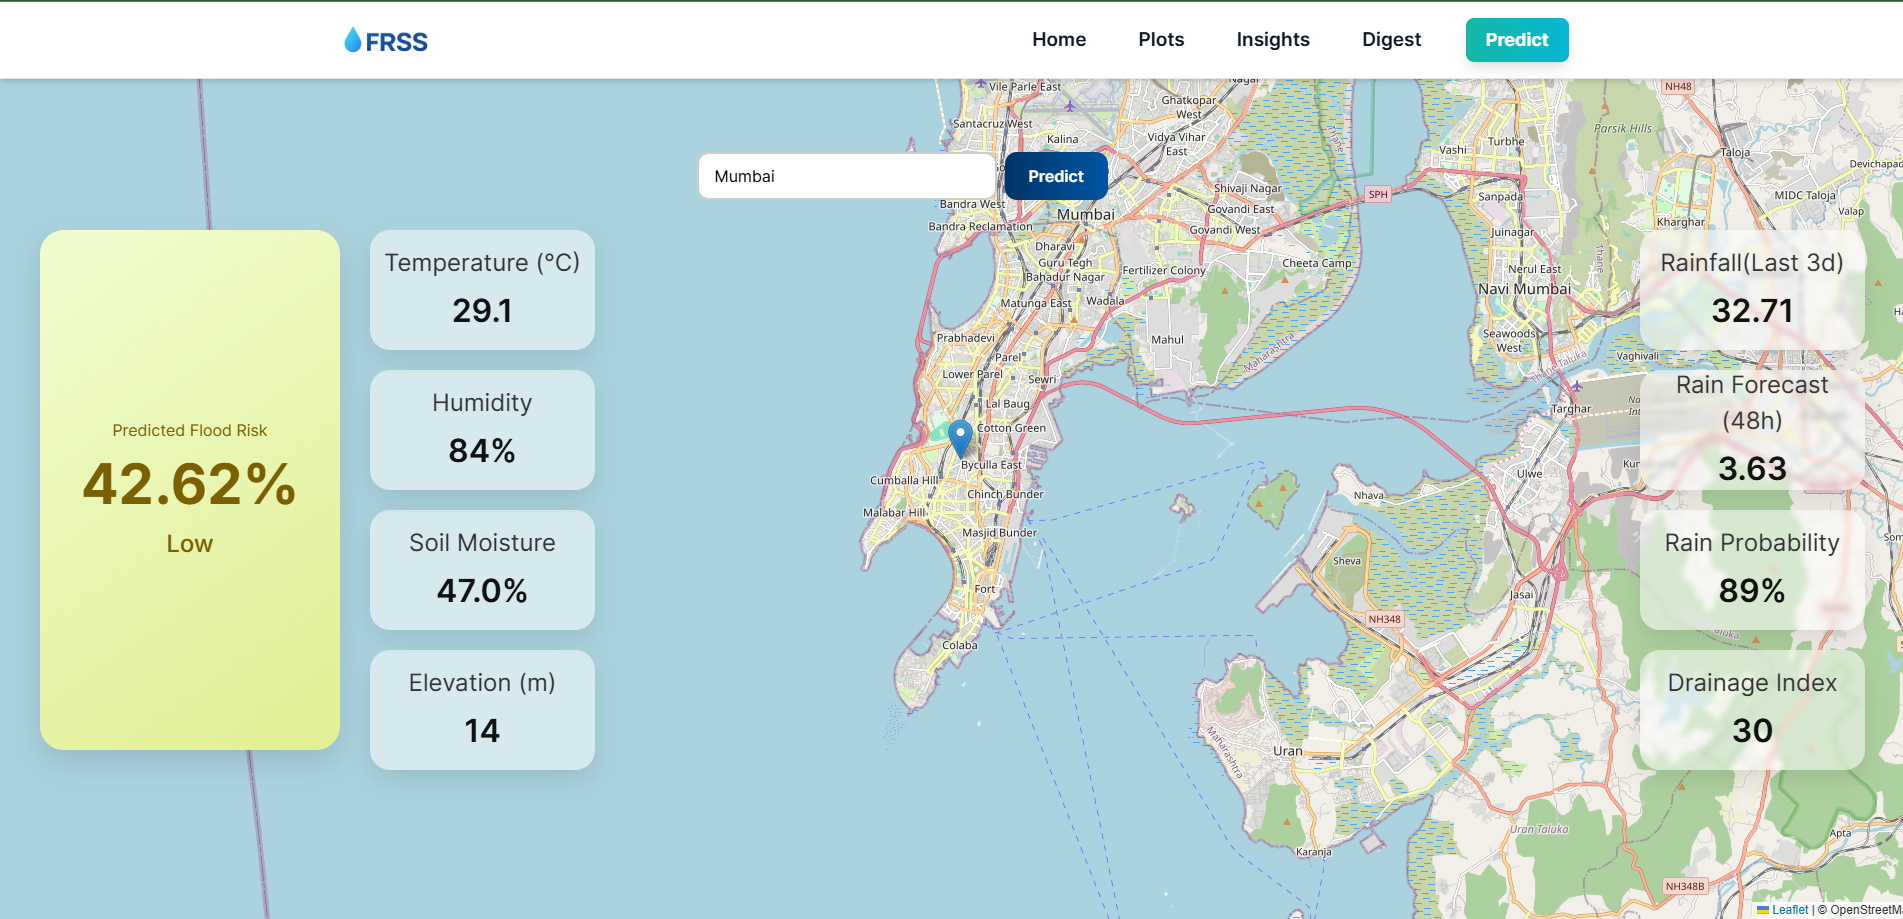 FRSS
Home
Plots
Insights
Digest
Predict
Mumbai
Predict
Predicted Flood Risk
42.62%
Low
Temperature (°C)
29.1
Humidity
84%
Soil Moisture
47.0%
Elevation (m)
14
Rainfall(Last 3d)
32.71
Rain Forecast
(48h)
3.63
Rain Probability
89%
Drainage Index
30
Vile Parle East
Ghatkopar
West
Santacruz West
Kalina
Vidya Vihar
East
Bandra West
Shivaji Nagar
Bandra Reclamation
Mumbai
Govandi East
Govandi West
Dharavi
Guru Tegh
Bahadur Nagar
Fertilizer Colony
Cheeta Camp
Matunga East
Wadala
Prabhadevi
Mahul
Parel
Lower Parel
Sewri
Maharashtra
Lal Baug
Cotton Green
Byculla East
Cumballa Hill
Chinch Bunder
Malabar Hill
Masjid Bunder
Fort
Colaba
Thane
SPH
NH48
Parsik Hills
Vashi
Turbhe
Taloja
Devichapad
MIDC Taloja
Sanpada
Valap
Kharghar
Juinagar
Thane
Nerul East
Navi Mumbai
Seawoods
West
Vaghivali
Thane Taluka
Targhar
Ulwe
Nhava
Sheva
Jasai
NH348
Uran
Maharashtra
Uran Taluka
Karanja
Apta
NH348B
Leaflet | © OpenStreetM